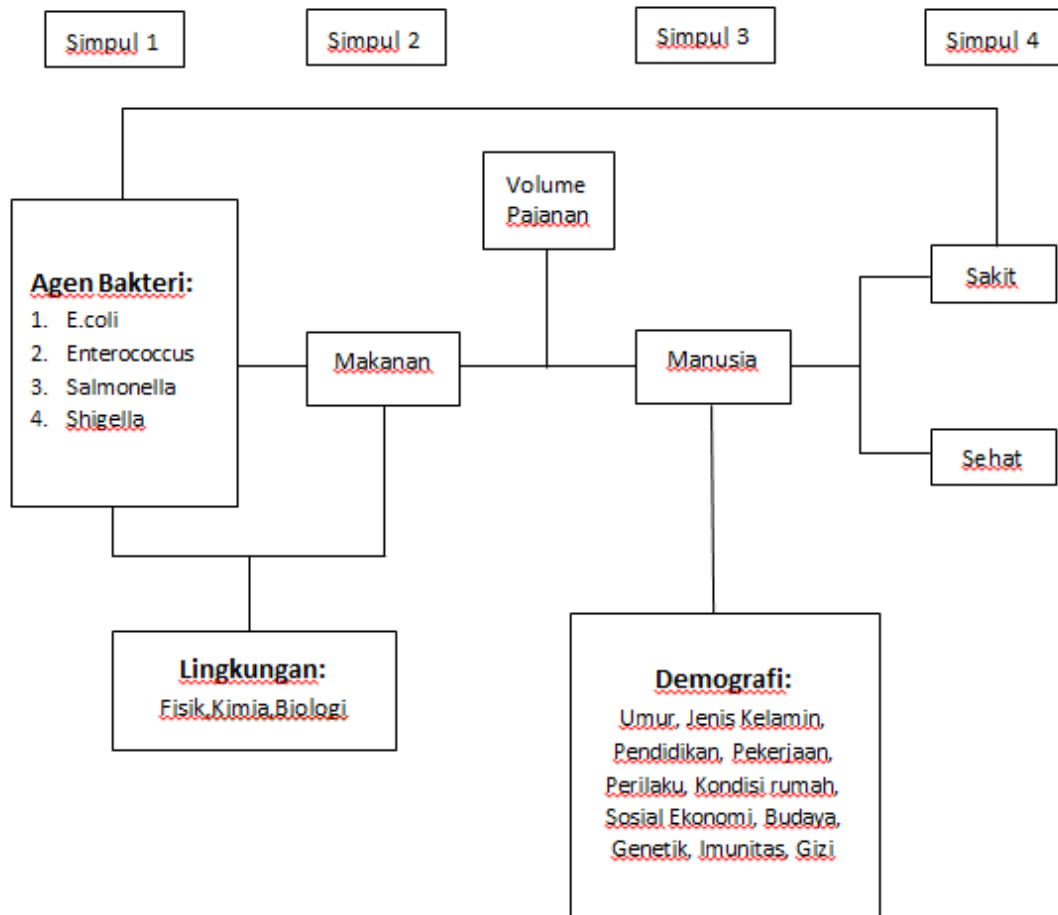 Simpul 1
Simpul 2
Simpul 3
Simpul 4
Volume
Pajanan
Agen Bakteri:
1. E.coli
2. Enterococcus
3. Salmonella
4. Shigella
Makanan
Manusia
Sakit
Sehat
Lingkungan:
Fisik,Kimia,Biologi
Demografi:
Umur, Jenis Kelamin,
Pendidikan, Pekerjaan,
Perilaku, Kondisi rumah,
Sosial Ekonomi, Budaya,
Genetik, Imunitas, Gizi